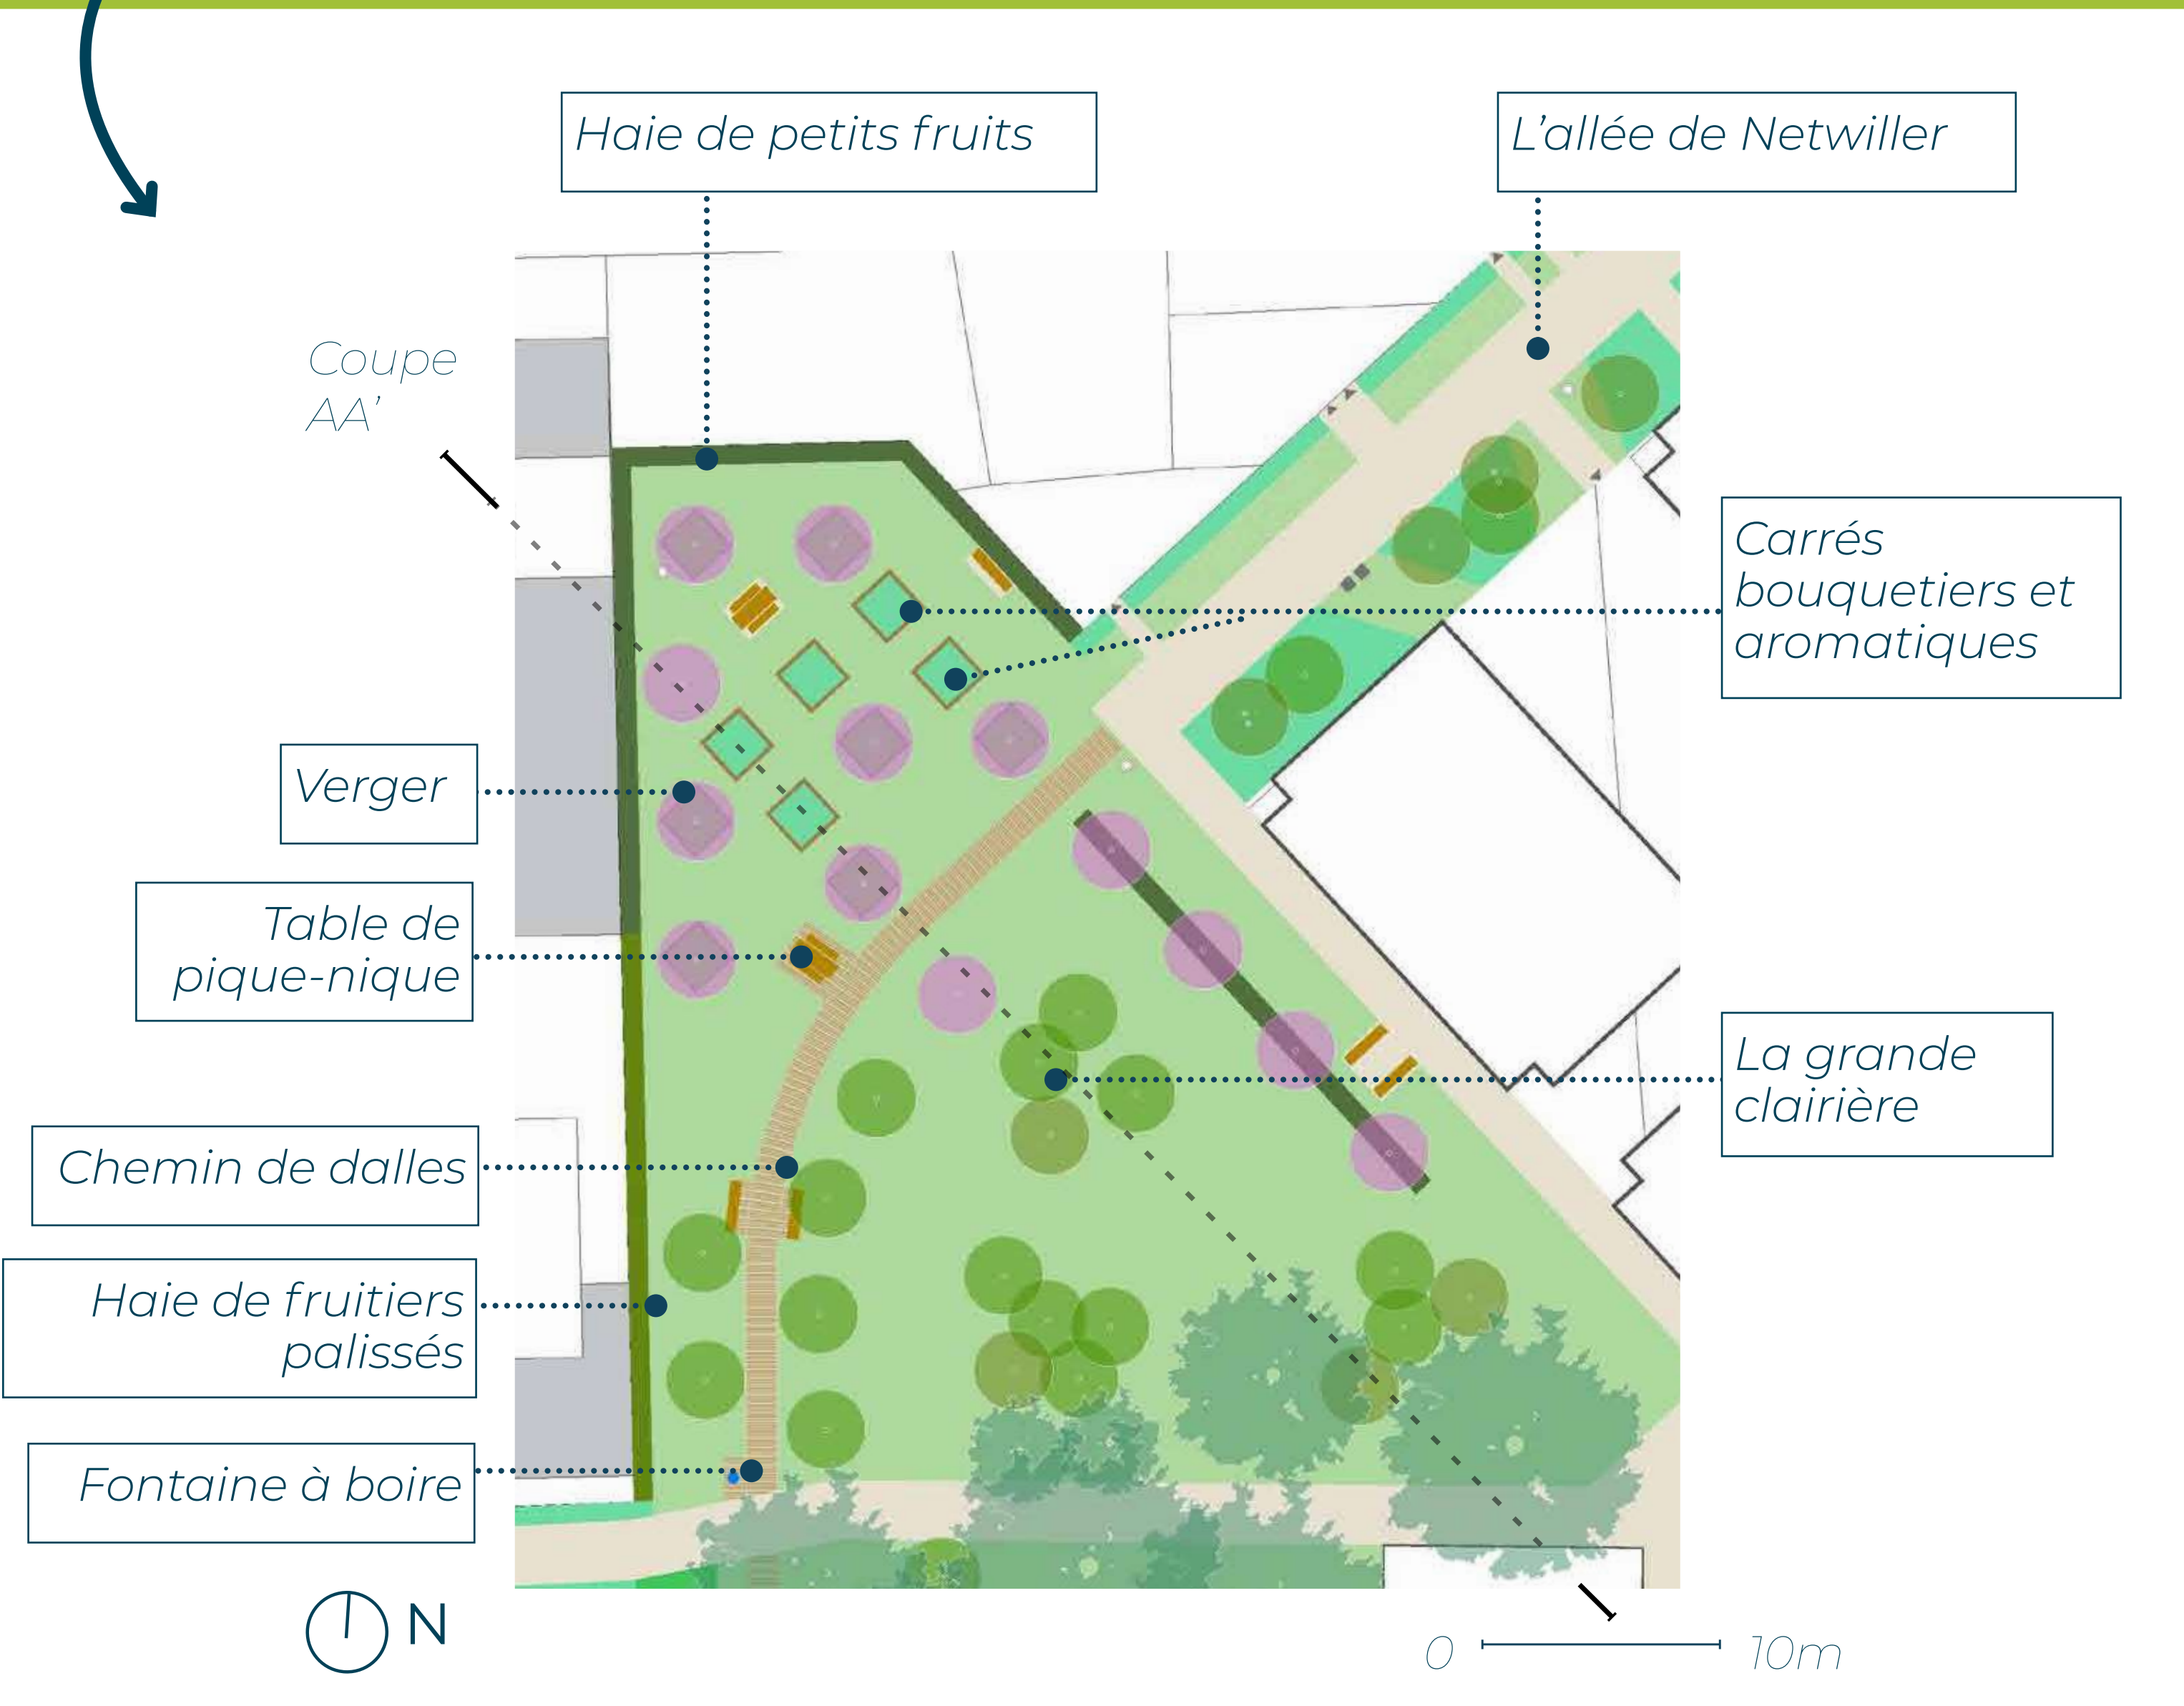 Haie de petits fruits
L'allée de Netwiller
Coupe
AA'
Carrés
bouquetiers et
aromatiques
Verger
Table de
pique-nique
La grande
clairière
Chemin de dalles
Haie de fruitiers
palissés
Fontaine à boire
N
0 10m